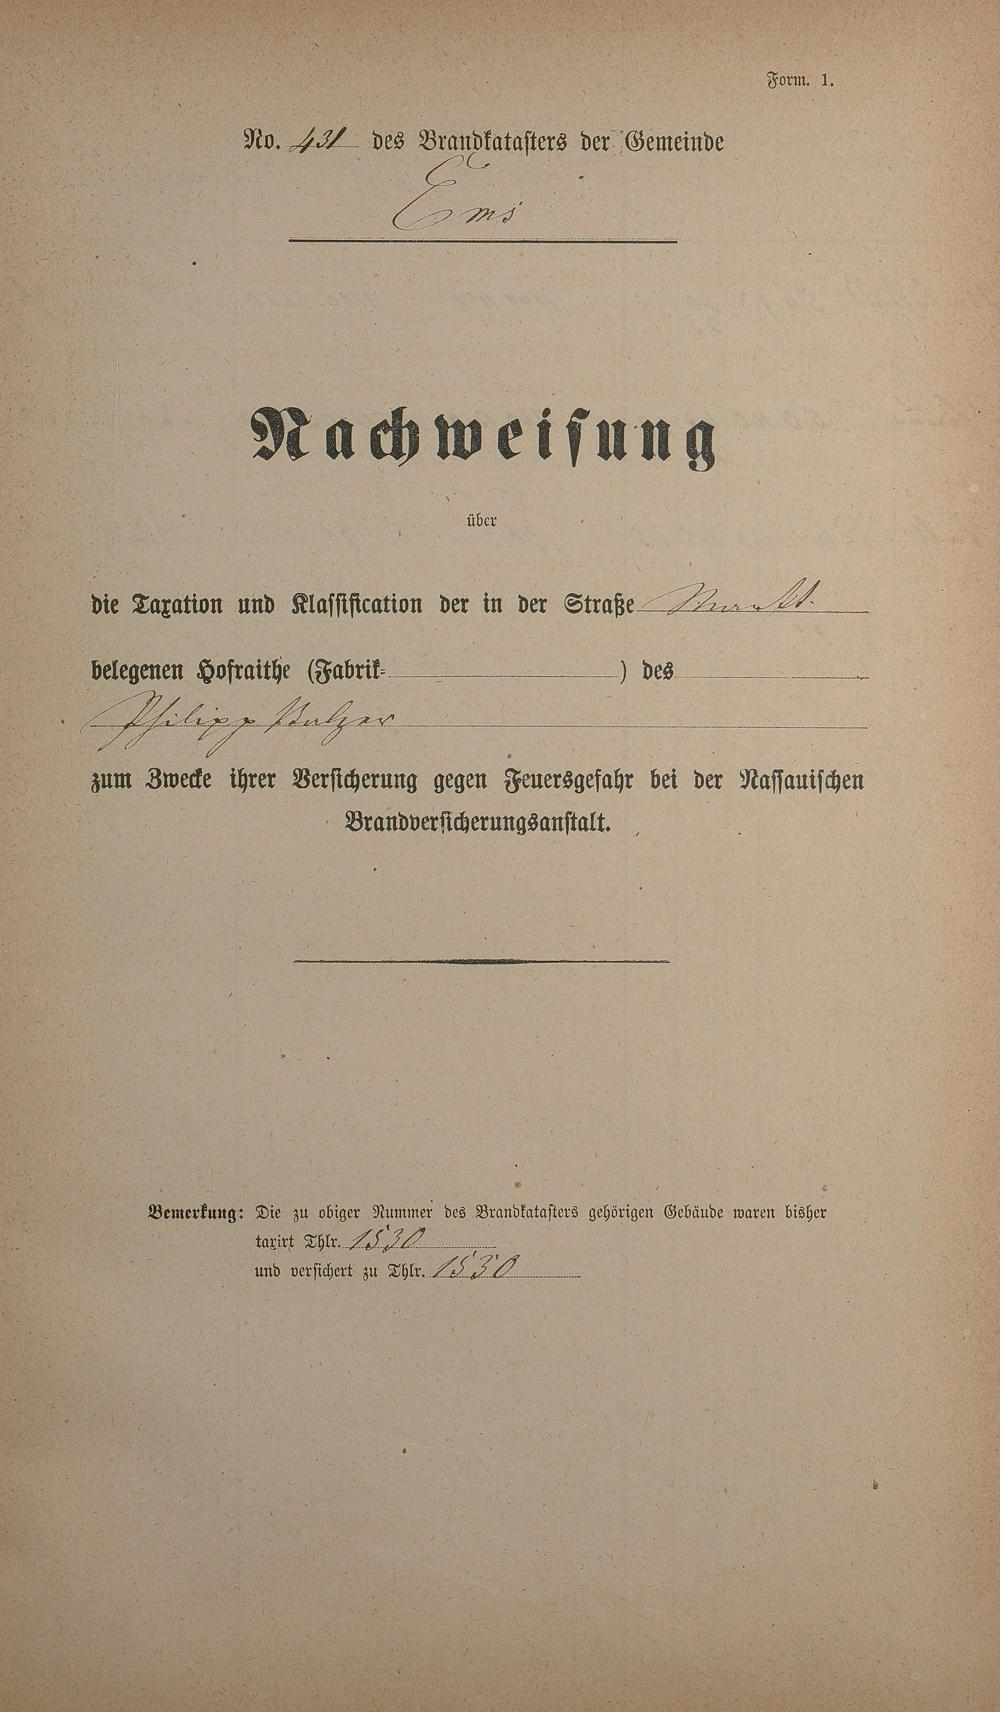 Form. 1.
No. 431 des Brandkatasters der Gemeinde
Ems
Nachweisung
über
die Taxation und Klassification der in der Straße Markt
belegenen Hofraithe (Fabrik- ) des
Philipp Balzer
zum Zwecke ihrer Versicherung gegen Feuersgefahr bei der Nassauischen
Brandversicherungsanstalt.
Bemerkung: Die zu obiger Nummer des Brandkatasters gehörigen Gebäude waren bisher
taxirt Thlr. 1530
und versichert zu Thlr. 1530